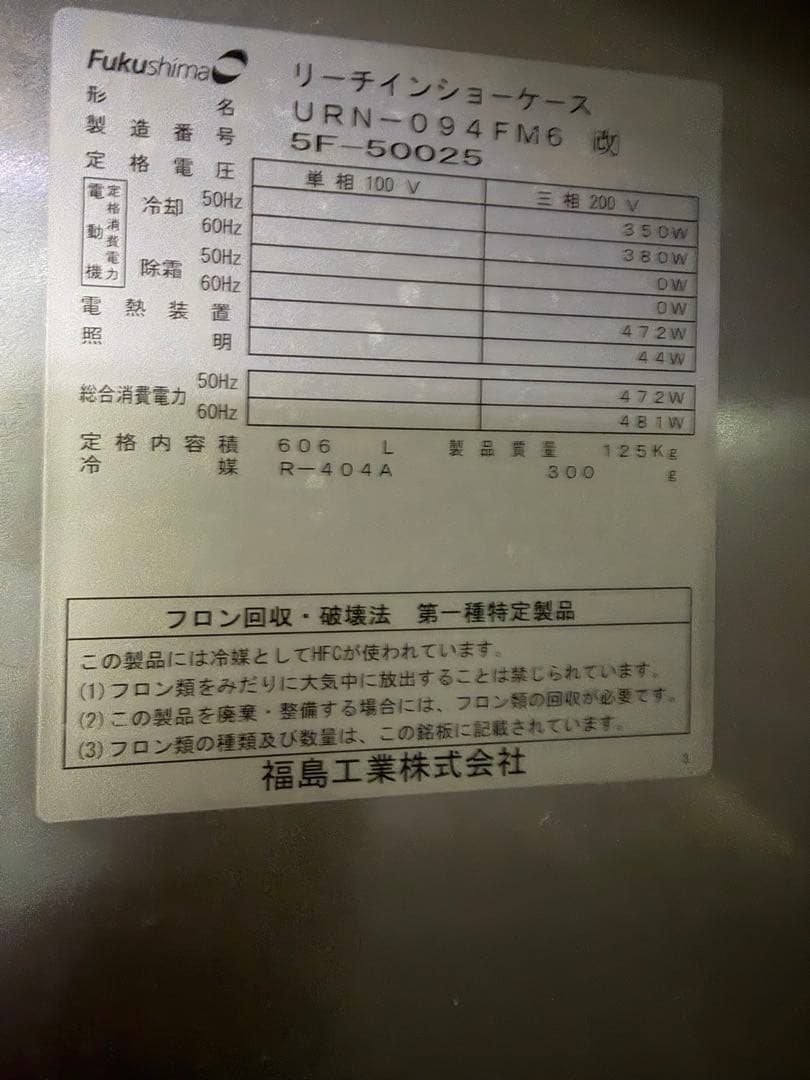 Fukushima リーチインショーケース
形名 URN-094FM6 改
製造番号 5F-50025
定格電圧 単相100V 三相200V
電動機 定格消費電力 冷却 50Hz 350W
60Hz 380W
除霜 50Hz 0W
60Hz 0W
電熱装置 472W
照明 44W
総合消費電力 50Hz 472W
60Hz 481W
定格内容積 606 L 製品質量 125Kg
冷媒 R-404A 300 g
フロン回収・破壊法 第一種特定製品
この製品には冷媒としてHFCが使われています。
(1)フロン類をみだりに大気中に放出することは禁じられています。
(2)この製品を廃棄・整備する場合には、フロン類の回収が必要です。
(3)フロン類の種類及び数量は、この銘板に記載されています。
福島工業株式会社
3